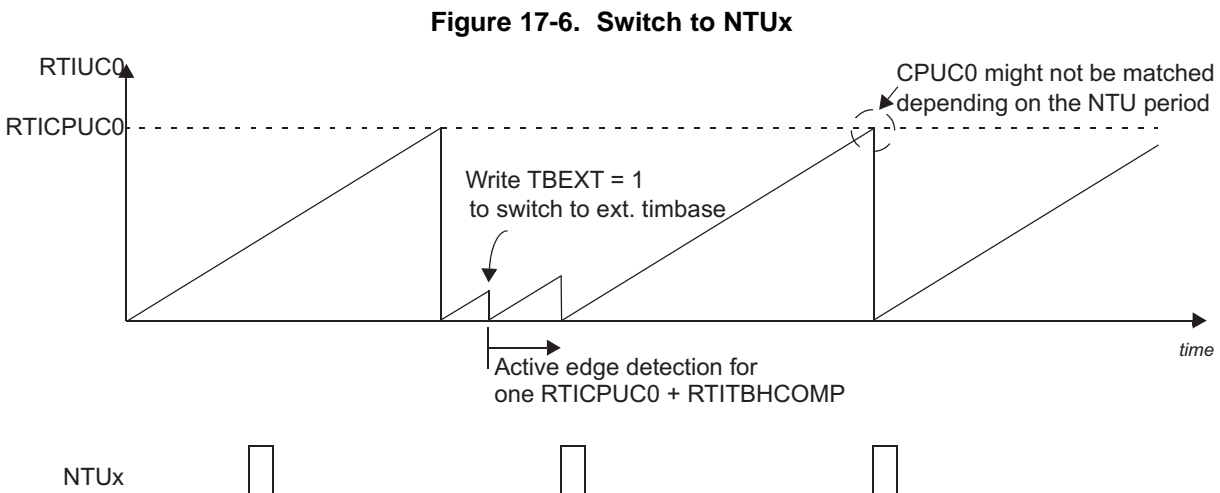 Figure 17-6. Switch to NTUx
RTIUC0
CPUC0 might not be matched
depending on the NTU period
RTICPUC0
Write TBEXT = 1
to switch to ext. timbase
time
Active edge detection for
one RTICPUC0 + RTITBHCOMP
NTUx